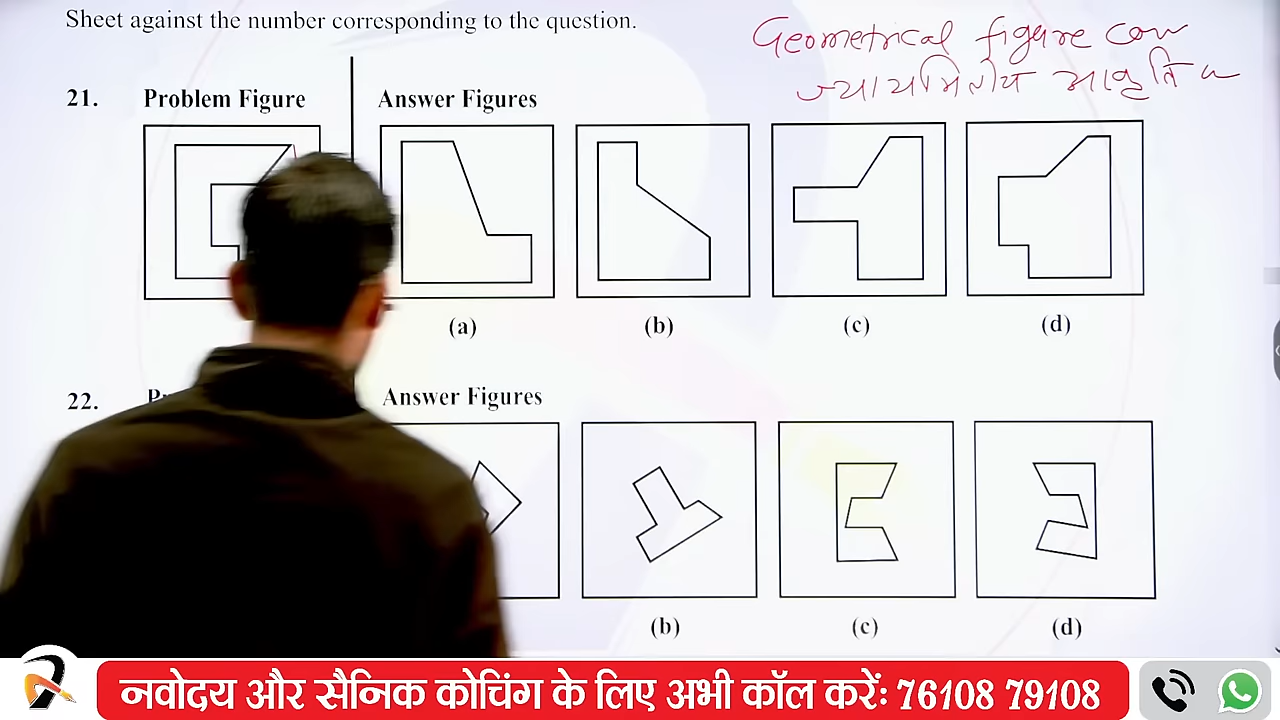 Sheet against the number corresponding to the question.
Geometrical figure com
ज्यायमितीय आकृति
21. Problem Figure Answer Figures
(a) (b) (c) (d)
22. Answer Figures
(b) (c) (d)
नवोदय और सैनिक कोचिंग के लिए अभी कॉल करें: 76108 79108